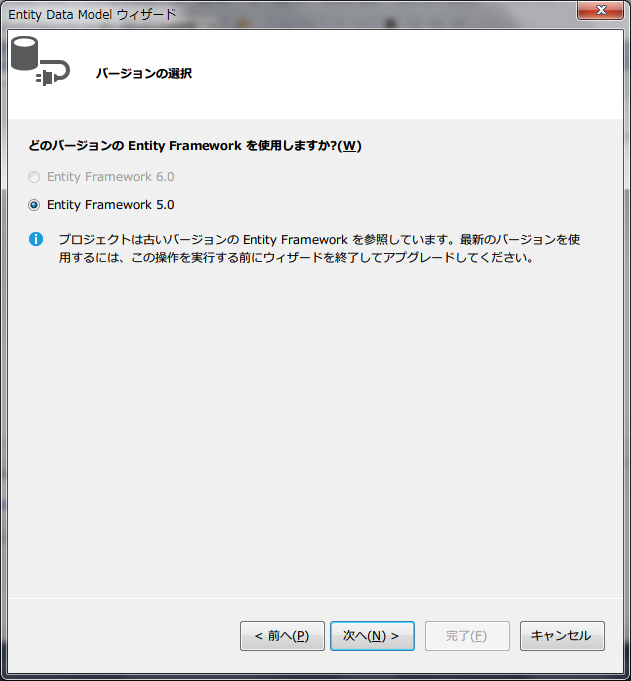 Entity Data Model ウィザード
バージョンの選択
どのバージョンの Entity Framework を使用しますか?(W)
Entity Framework 6.0
Entity Framework 5.0
プロジェクトは古いバージョンの Entity Framework を参照しています。最新のバージョンを使
用するには、この操作を実行する前にウィザードを終了してアップグレードしてください。
< 前へ(P)
次へ(N) >
完了(F)
キャンセル